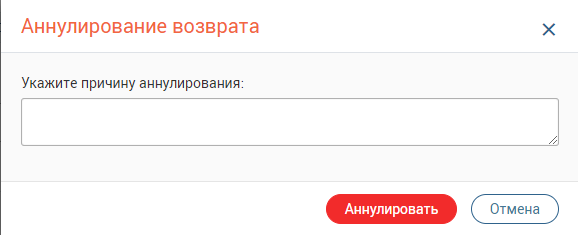 Аннулирование возврата
Укажите причину аннулирования:
Аннулировать
Отмена